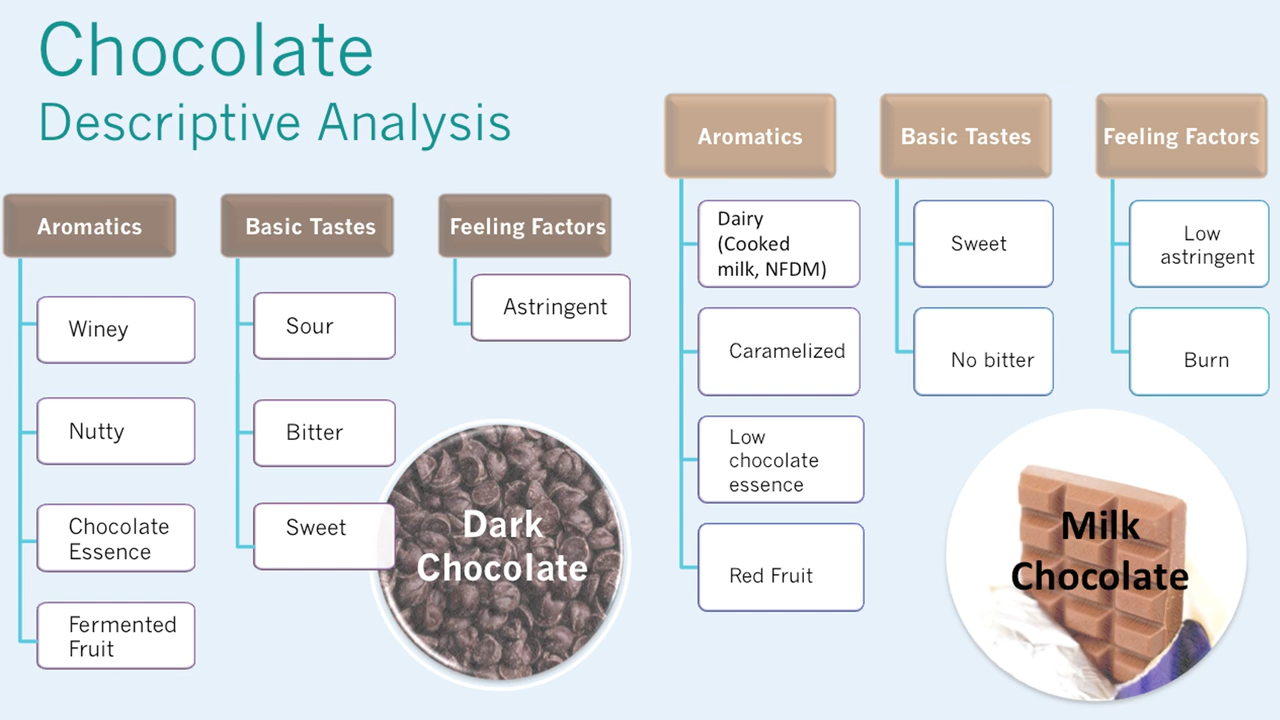 Chocolate
Descriptive Analysis
Aromatics
Winey
Nutty
Chocolate
Essence
Fermented
Fruit
Basic Tastes
Sour
Bitter
Sweet
Feeling Factors
Astringent
Dark
Chocolate
Aromatics
Dairy
(Cooked
milk, NFDM)
Caramelized
Low
chocolate
essence
Red Fruit
Basic Tastes
Sweet
No bitter
Feeling Factors
Low
astringent
Burn
Milk
Chocolate